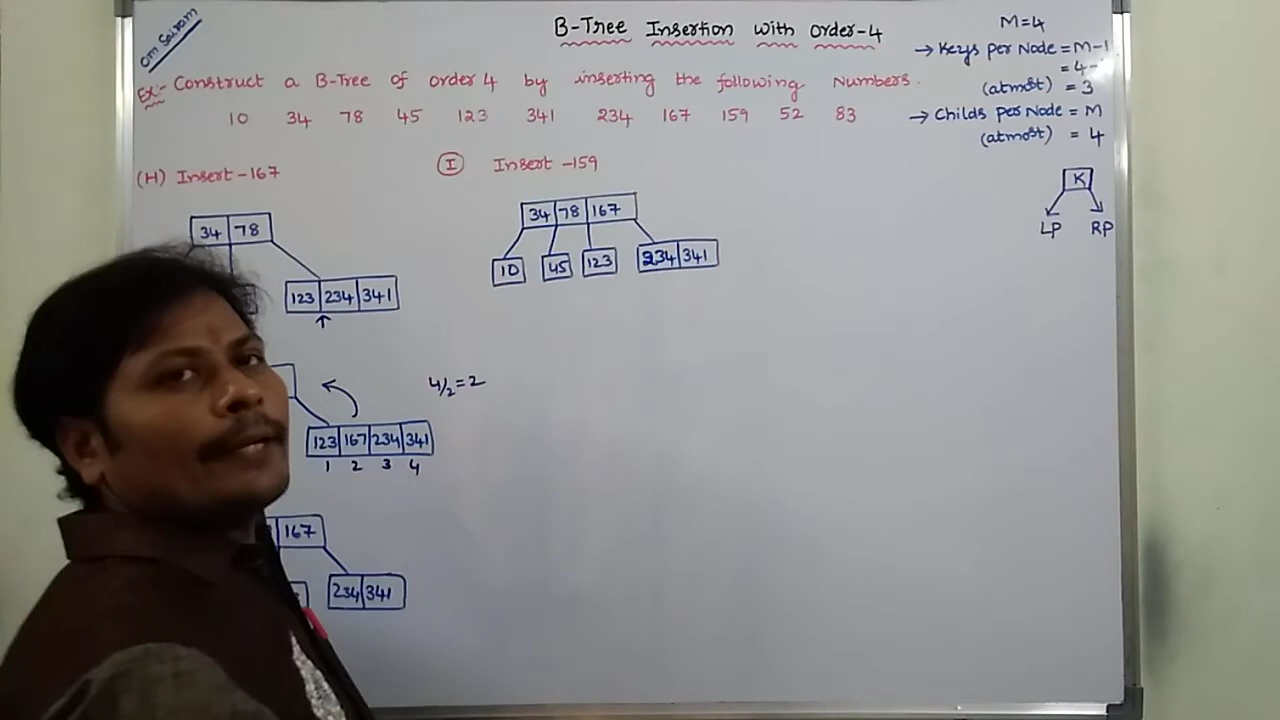 Om Sairam
B-Tree Insertion with Order-4
M=4
→ Keys per Node = M-1
= 4-
(atmost) = 3
→ Childs per Node = M
(atmost) = 4
Ex:- Construct a B-Tree of order 4 by inserting the following Numbers.
10 34 78 45 123 341 234 167 159 52 83
(H) Insert-167
34 78
123 234 341
4/2=2
123 167 234 341
1 2 3 4
167
234 341
I Insert-159
34 78 167
10 45 123 234 341
K
LP RP